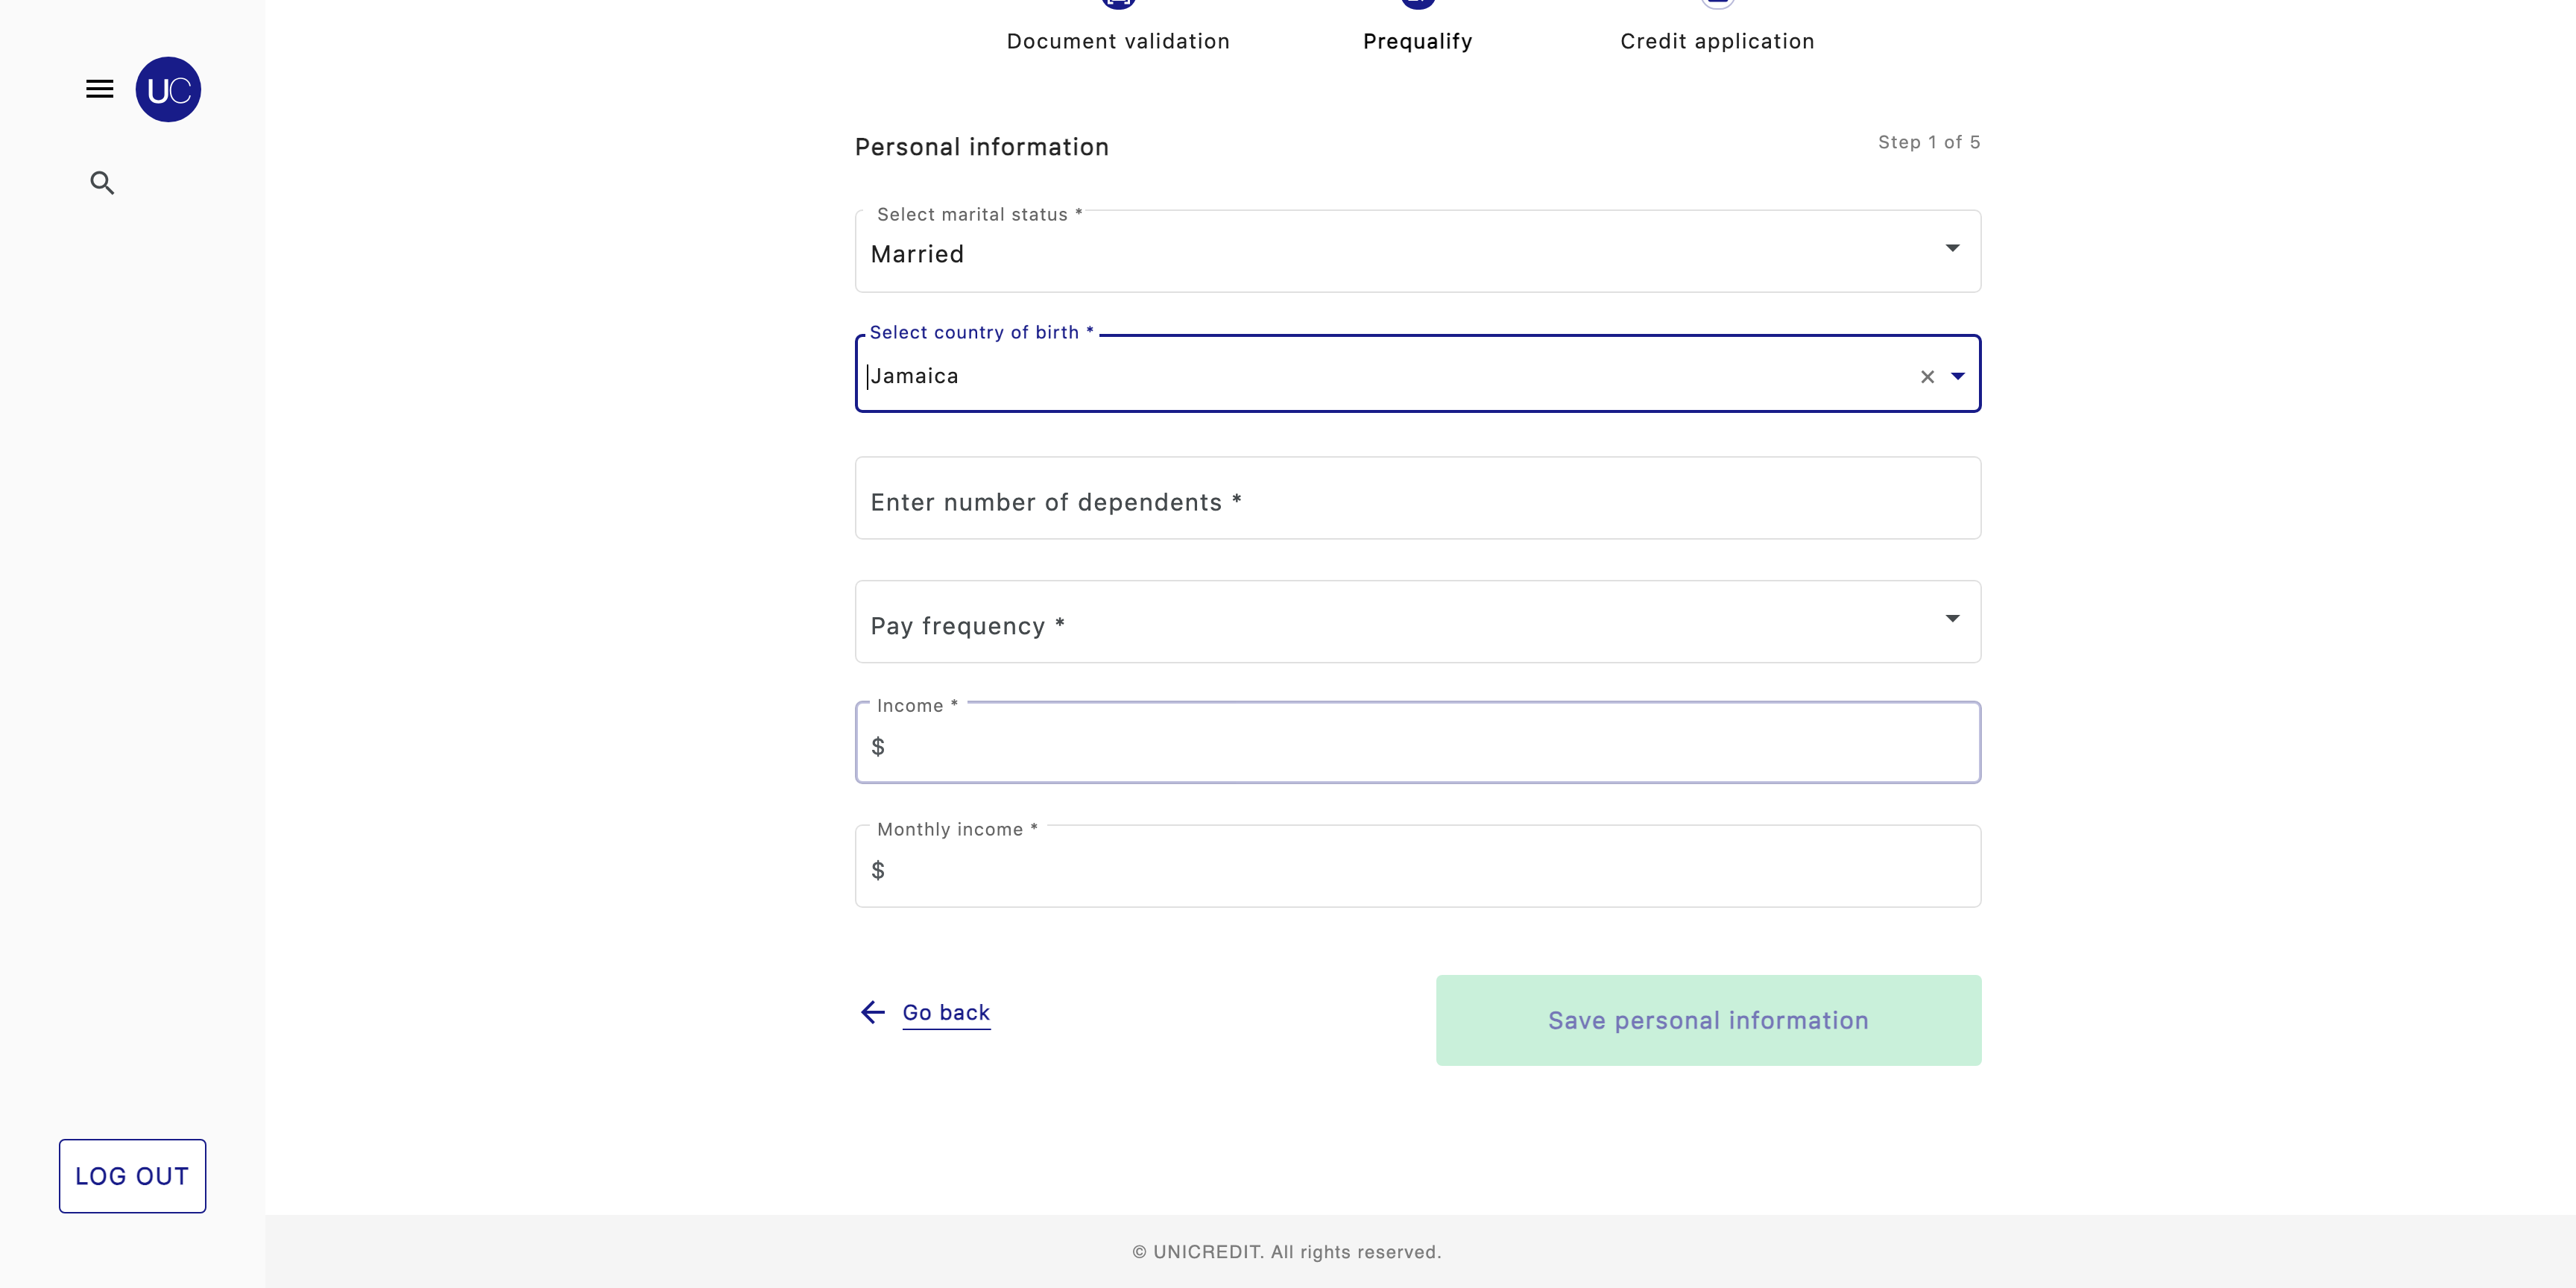 Document validation
Prequalify
Credit application
UC
Personal information
Step 1 of 5
Select marital status *
Married
Select country of birth *
Jamaica
Enter number of dependents *
Pay frequency *
Income *
$
Monthly income *
$
Go back
Save personal information
LOG OUT
© UNICREDIT. All rights reserved.